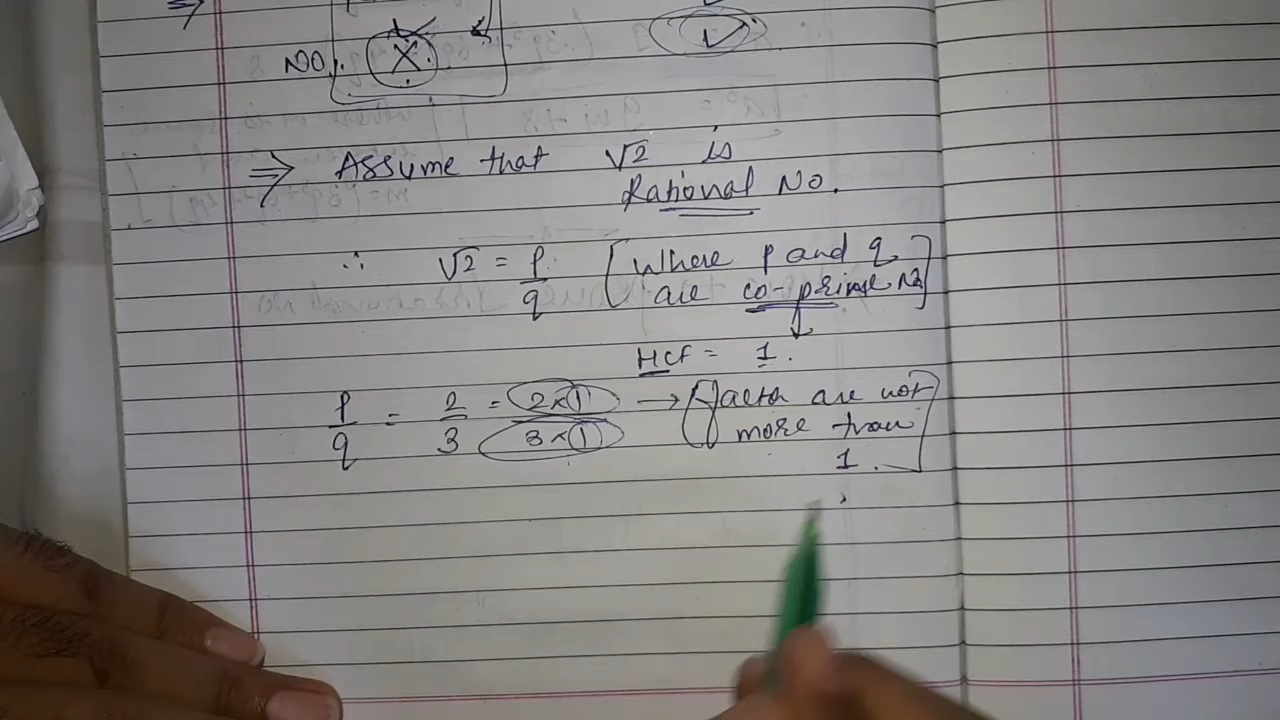 ⇒
NO. X
⇒ Assume that √2 is
Rational No.
∴ √2 = p/q [Where p and q
are co-prime No]
HCF = 1.
p/q = 2/3 = 2×1/3×1 → [factor are not
more than
1.]